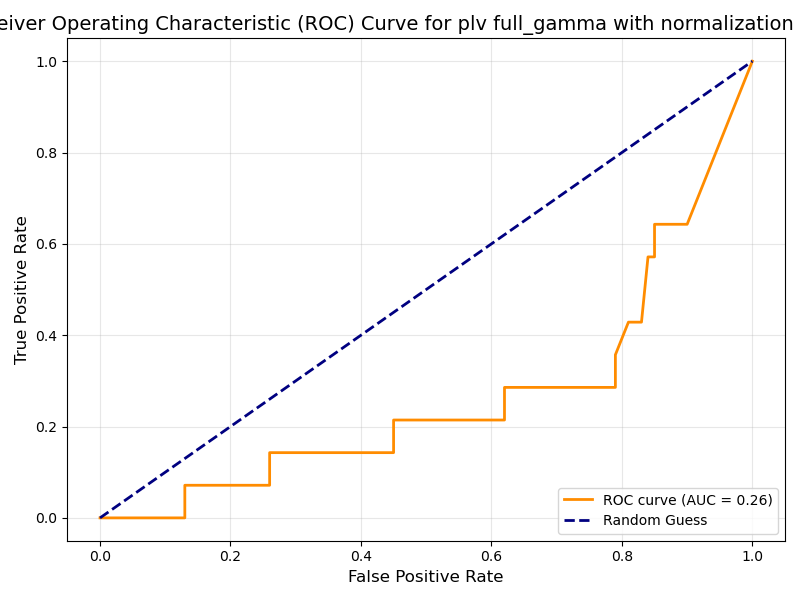 eiver Operating Characteristic (ROC) Curve for plv full_gamma with normalization
1.0
0.8
0.6
0.4
0.2
0.0
True Positive Rate
0.0 0.2 0.4 0.6 0.8 1.0
False Positive Rate
ROC curve (AUC = 0.26)
Random Guess